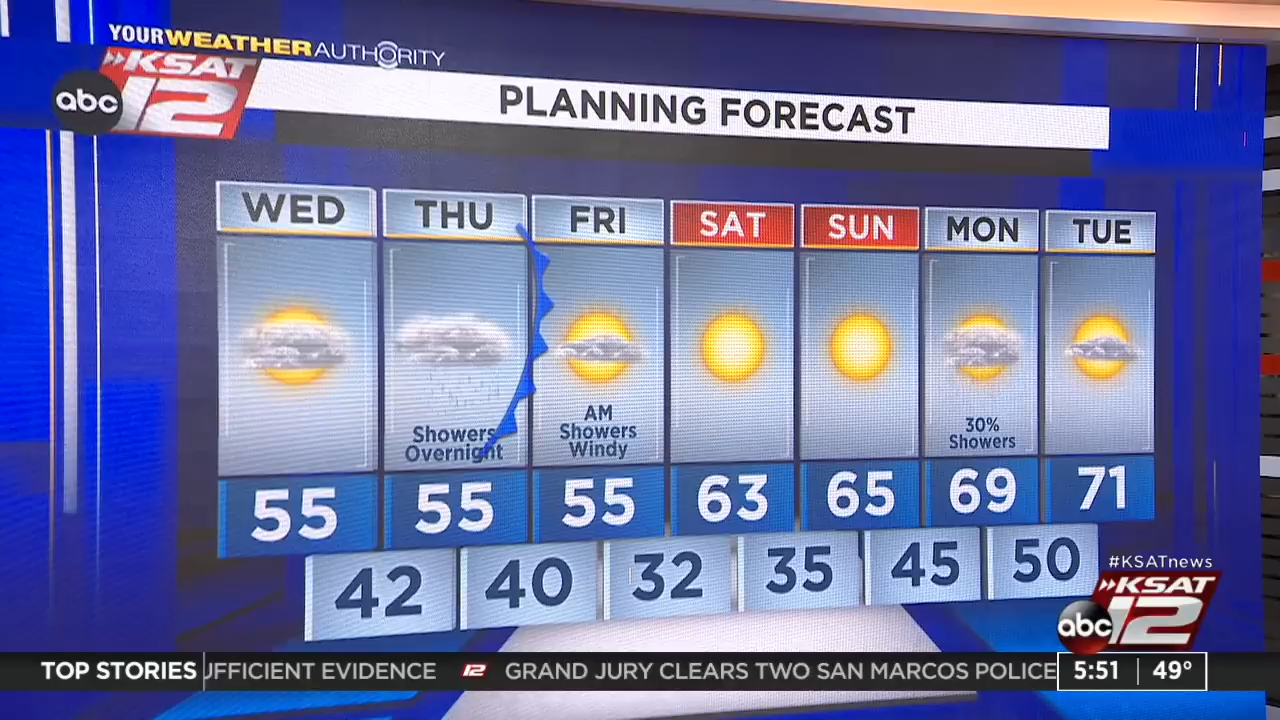 YOUR WEATHER AUTHORITY
KSAT
abc 12
PLANNING FORECAST
WED THU FRI SAT SUN MON TUE
Showers
Overnight
AM
Showers
Windy
30%
Showers
55 55 55 63 65 69 71
42 40 32 35 45 50
#KSATnews
KSAT
abc 12
TOP STORIES UFFICIENT EVIDENCE 12 GRAND JURY CLEARS TWO SAN MARCOS POLICE 5:51 49°